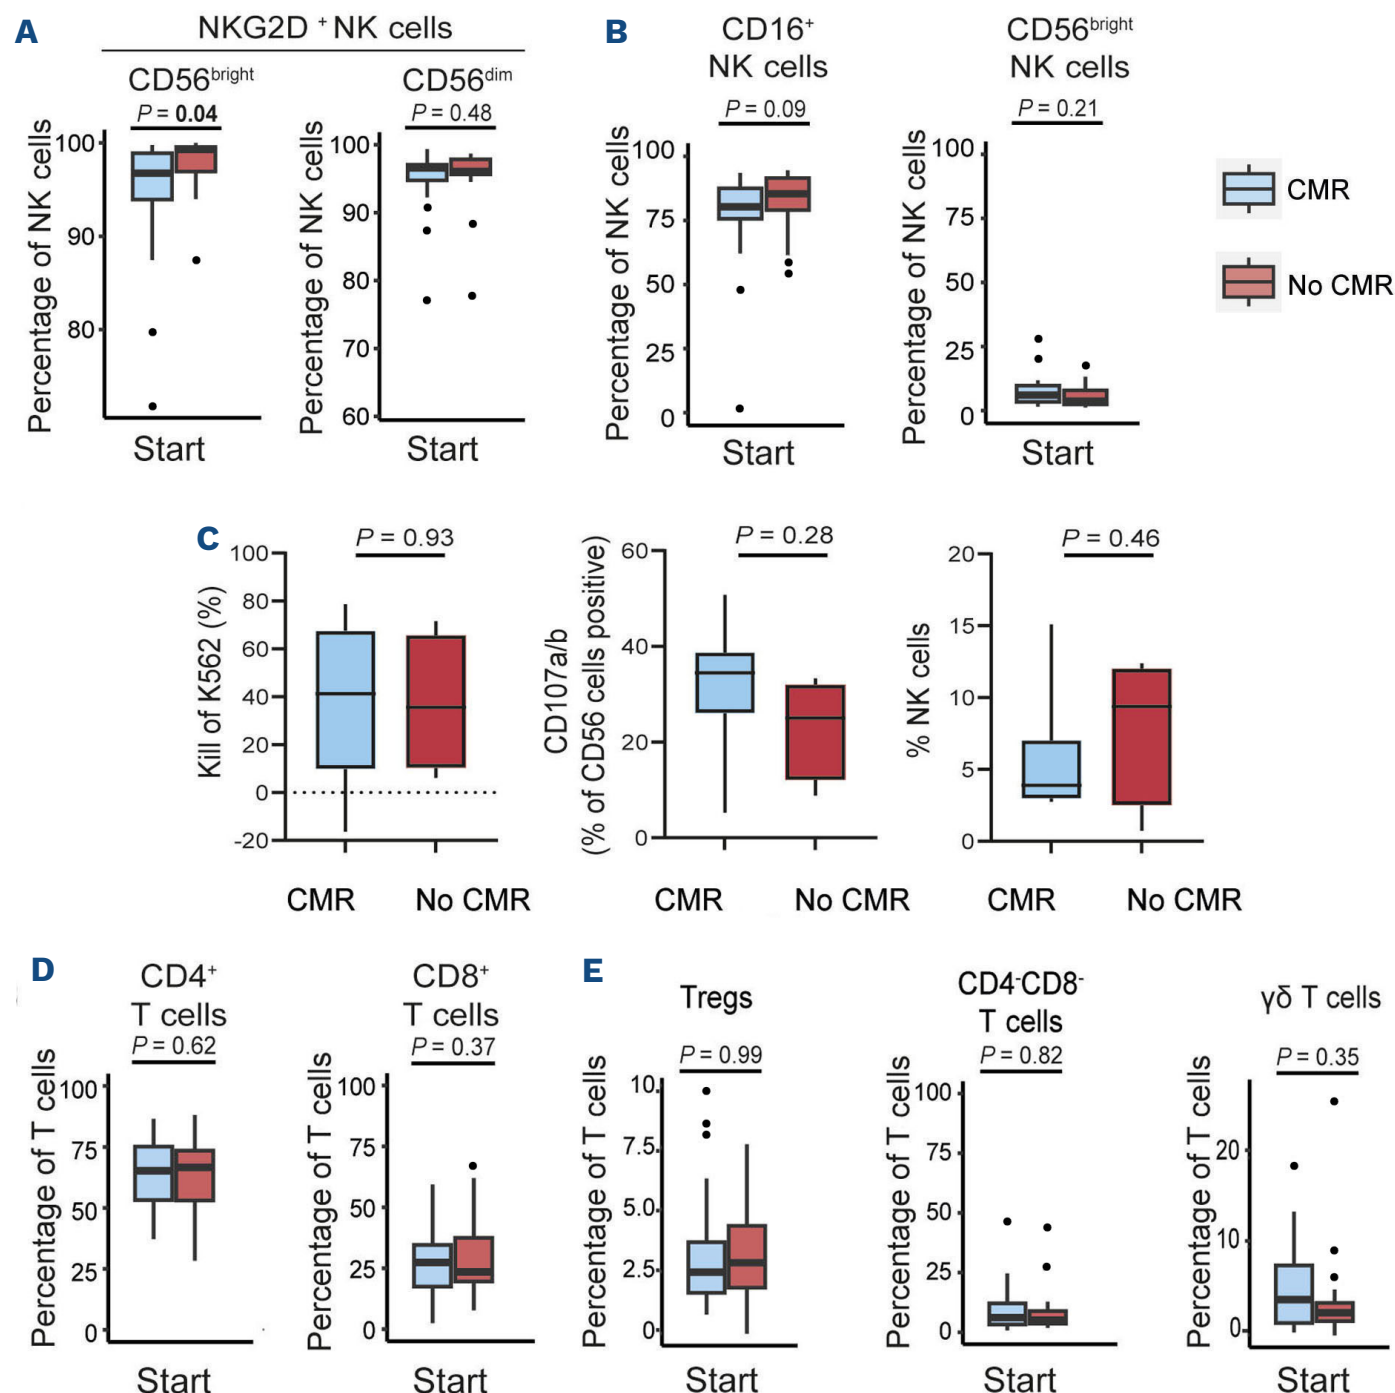 A
NKG2D + NK cells
CD56bright
P = 0.04
Percentage of NK cells
100
90
80
Start
CD56dim
P = 0.48
Percentage of NK cells
100
90
80
70
60
Start
B
CD16+
NK cells
P = 0.09
Percentage of NK cells
100
75
50
25
0
Start
CD56bright
NK cells
P = 0.21
Percentage of NK cells
100
75
50
25
0
Start
CMR
No CMR
C
P = 0.93
Kill of K562 (%)
100
80
60
40
20
0
-20
CMR
No CMR
P = 0.28
CD107a/b
(% of CD56 cells positive)
60
40
20
0
CMR
No CMR
P = 0.46
% NK cells
20
15
10
5
0
CMR
No CMR
D
CD4+
T cells
P = 0.62
Percentage of T cells
100
75
50
25
0
Start
CD8+
T cells
P = 0.37
Percentage of T cells
100
75
50
25
0
Start
E
Tregs
P = 0.99
Percentage of T cells
10.
7.5
5.0
2.5
0
Start
CD4-CD8-
T cells
P = 0.82
Percentage of T cells
100
75
50
25
0
Start
γδ T cells
P = 0.35
Percentage of T cells
20
10
0
Start